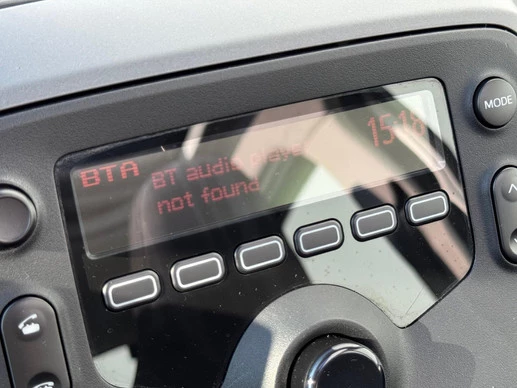 BTA
BT audio player
not found
15:18
MODE